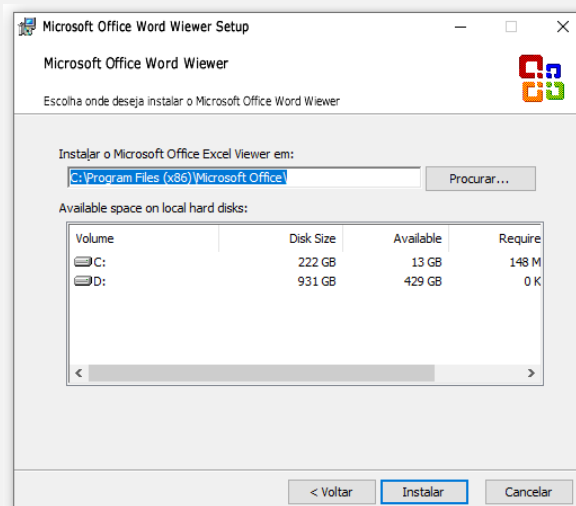 Microsoft Office Word Wiewer Setup
Microsoft Office Word Wiewer
Escolha onde deseja instalar o Microsoft Office Word Wiewer
Instalar o Microsoft Office Excel Viewer em:
C:\Program Files (x86)\Microsoft Office\
Procurar...
Available space on local hard disks:
Volume Disk Size Available Require
C: 222 GB 13 GB 148 M
D: 931 GB 429 GB 0 K
< Voltar Instalar Cancelar